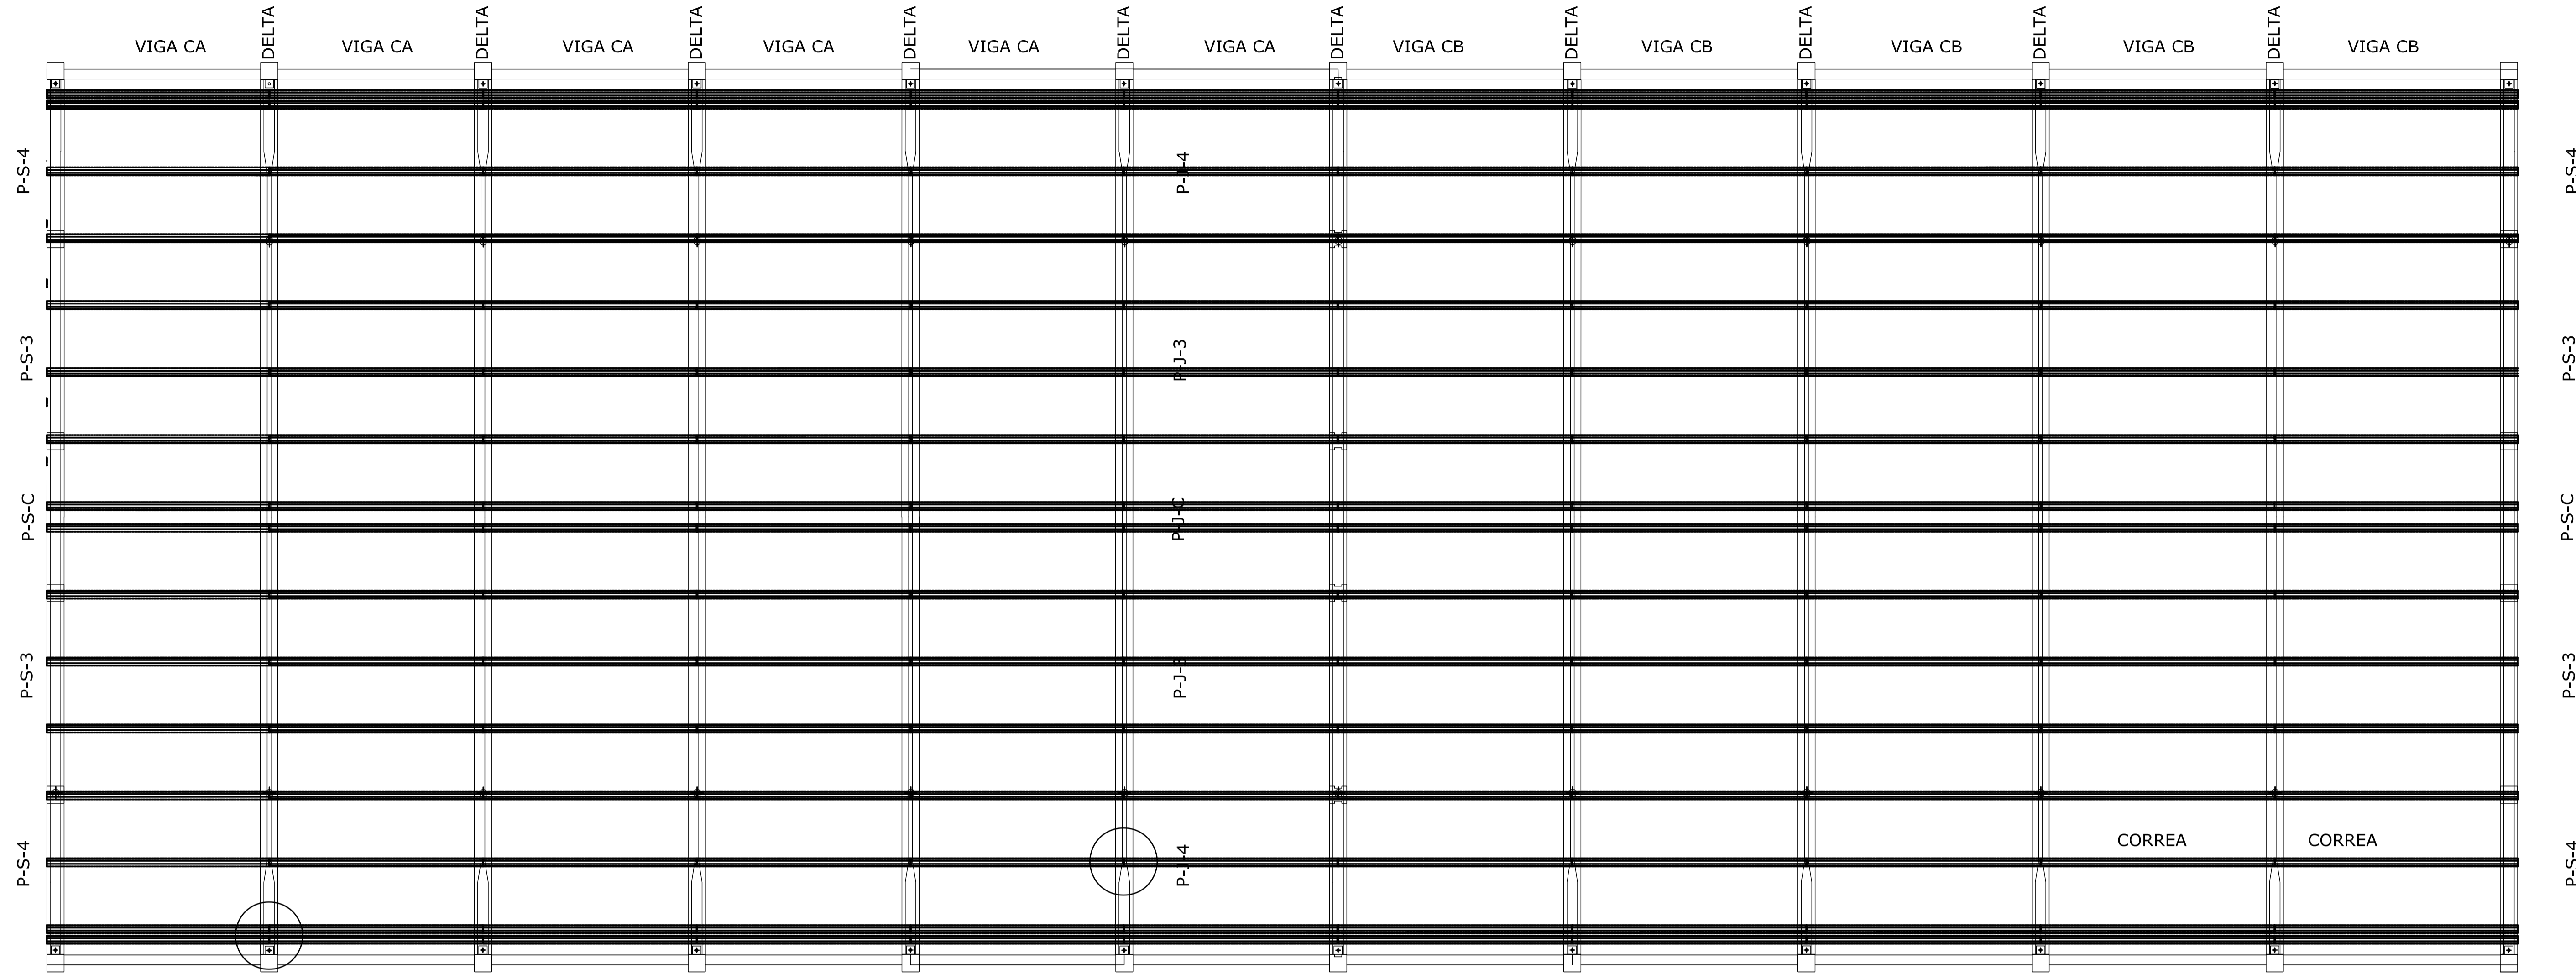 DELTA DELTA DELTA DELTA DELTA DELTA DELTA DELTA DELTA DELTA
VIGA CA VIGA CA VIGA CA VIGA CA VIGA CA VIGA CA VIGA CB VIGA CB VIGA CB VIGA CB VIGA CB
P-S-4 P-S-4
P-S-3 P-J-3 P-S-3
P-S-C P-J-C P-S-C
P-S-3 P-S-3
CORREA CORREA
P-S-4 P-J-4 P-S-4